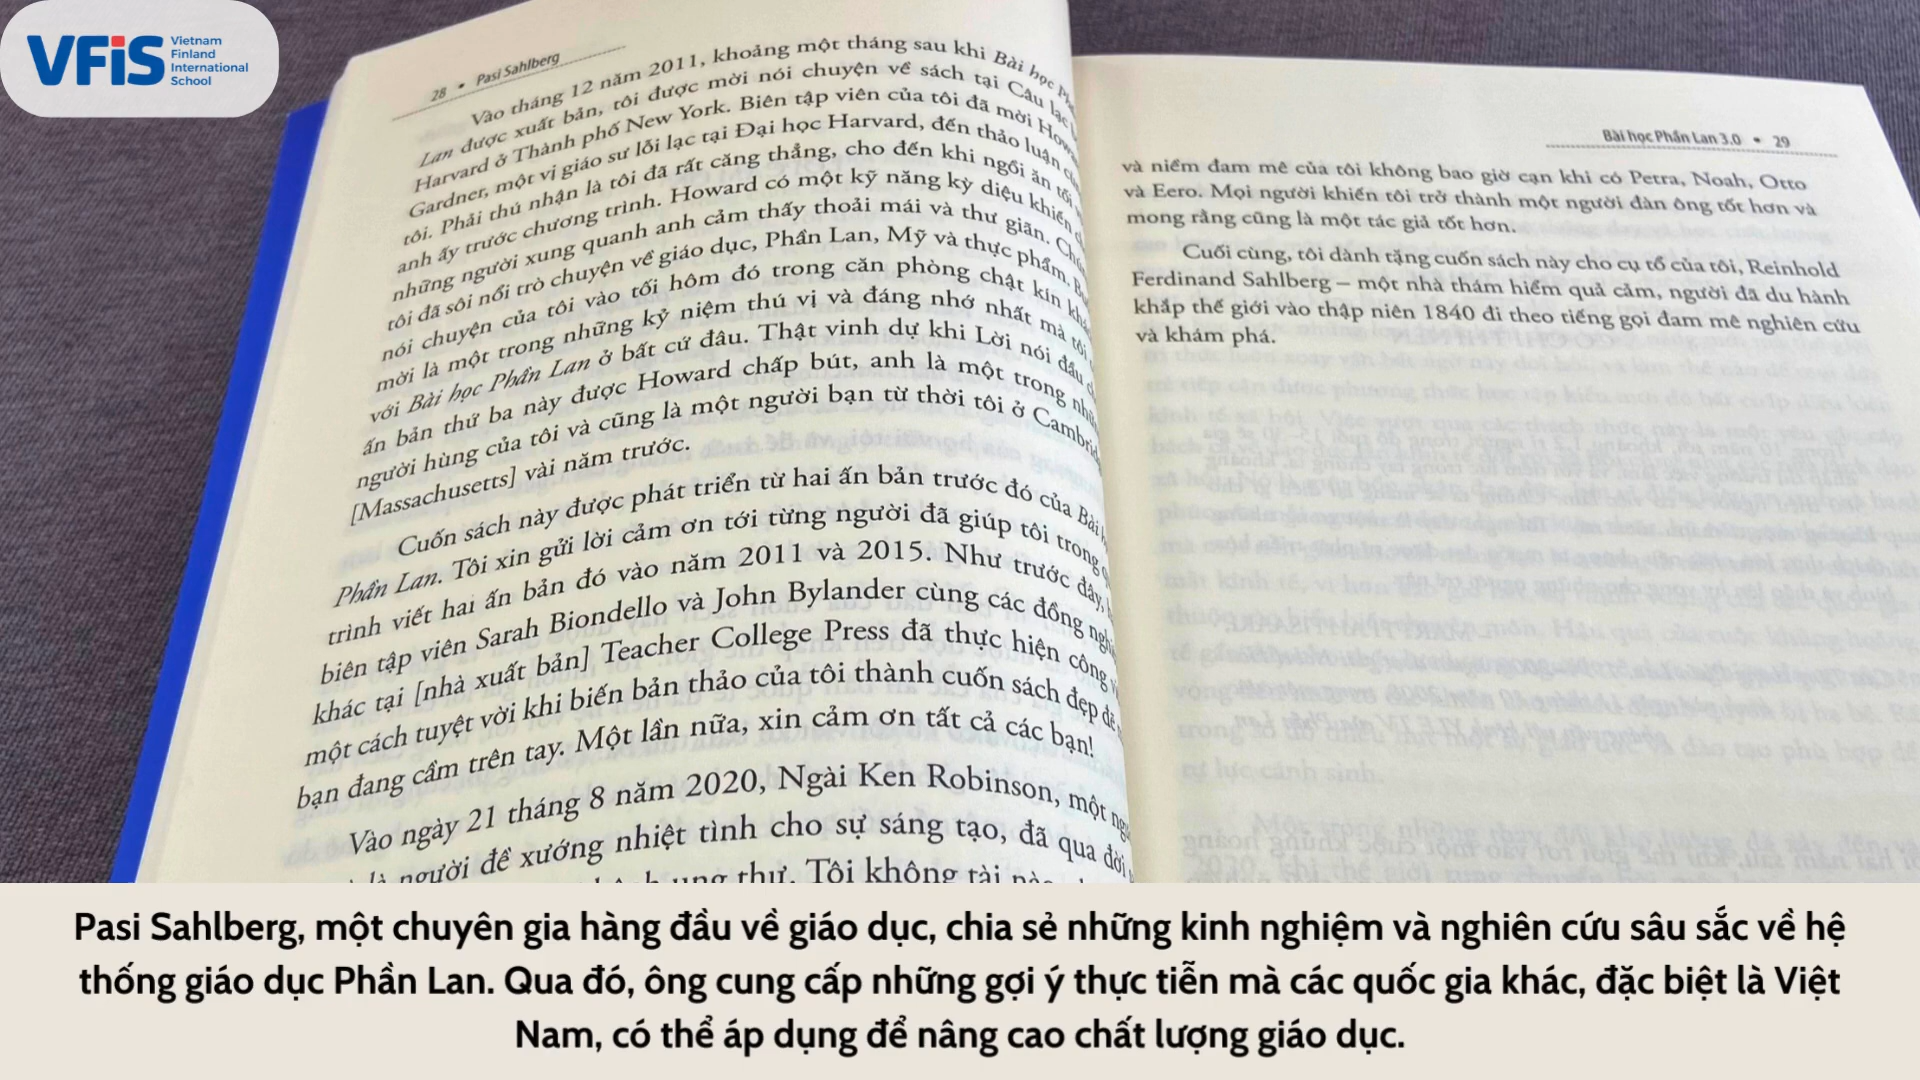 VFiS
Vietnam
Finland
International
School
28 • Pasi Sahlberg
Vào tháng 12 năm 2011, khoảng một tháng sau khi Bài học
Lan được xuất bản, tôi được mời nói chuyện về sách tại Câu lạc
Harvard ở Thành phố New York. Biên tập viên của tôi đã mời
Gardner, một vị giáo sư lỗi lạc tại Đại học Harvard, đến thảo luận
tôi. Phải thú nhận là tôi đã rất căng thẳng, cho đến khi ngồi ăn tối
anh ấy trước chương trình. Howard có một kỹ năng kỳ diệu khiến
những người xung quanh anh cảm thấy thoải mái và thư giãn.
tôi đã sôi nổi trò chuyện về giáo dục, Phần Lan, Mỹ và thực phẩm.
nói chuyện của tôi vào tối hôm đó trong căn phòng chật kín
mời là một trong những kỷ niệm thú vị và đáng nhớ nhất mà tôi
với Bài học Phần Lan ở bất cứ đâu. Thật vinh dự khi Lời nói đầu
ấn bản thứ ba này được Howard chấp bút, anh là một trong
người hùng của tôi và cũng là một người bạn từ thời tôi ở
[Massachusetts] vài năm trước.
Cuốn sách này được phát triển từ hai ấn bản trước đó của Bài
Phần Lan. Tôi xin gửi lời cảm ơn tới từng người đã giúp tôi trong
trình viết hai ấn bản đó vào năm 2011 và 2015. Như trước đây,
biên tập viên Sarah Biondello và John Bylander cùng các đồng
khác tại [nhà xuất bản] Teacher College Press đã thực hiện công
một cách tuyệt vời khi biến bản thảo của tôi thành cuốn sách đẹp đẽ
bạn đang cầm trên tay. Một lần nữa, xin cảm ơn tất cả các bạn!
Vào ngày 21 tháng 8 năm 2020, Ngài Ken Robinson, một
là người đề xướng nhiệt tình cho sự sáng tạo, đã qua đời
ung thư. Tôi không tài
Bài học Phần Lan 3.0 • 29
và niềm đam mê của tôi không bao giờ cạn khi có Petra, Noah, Otto
và Eero. Mọi người khiến tôi trở thành một người đàn ông tốt hơn và
mong rằng cũng là một tác giả tốt hơn.
Cuối cùng, tôi dành tặng cuốn sách này cho cụ tổ của tôi, Reinhold
Ferdinand Sahlberg – một nhà thám hiểm quả cảm, người đã du hành
khắp thế giới vào thập niên 1840 đi theo tiếng gọi đam mê nghiên cứu
và khám phá.
Pasi Sahlberg, một chuyên gia hàng đầu về giáo dục, chia sẻ những kinh nghiệm và nghiên cứu sâu sắc về hệ
thống giáo dục Phần Lan. Qua đó, ông cung cấp những gợi ý thực tiễn mà các quốc gia khác, đặc biệt là Việt
Nam, có thể áp dụng để nâng cao chất lượng giáo dục.